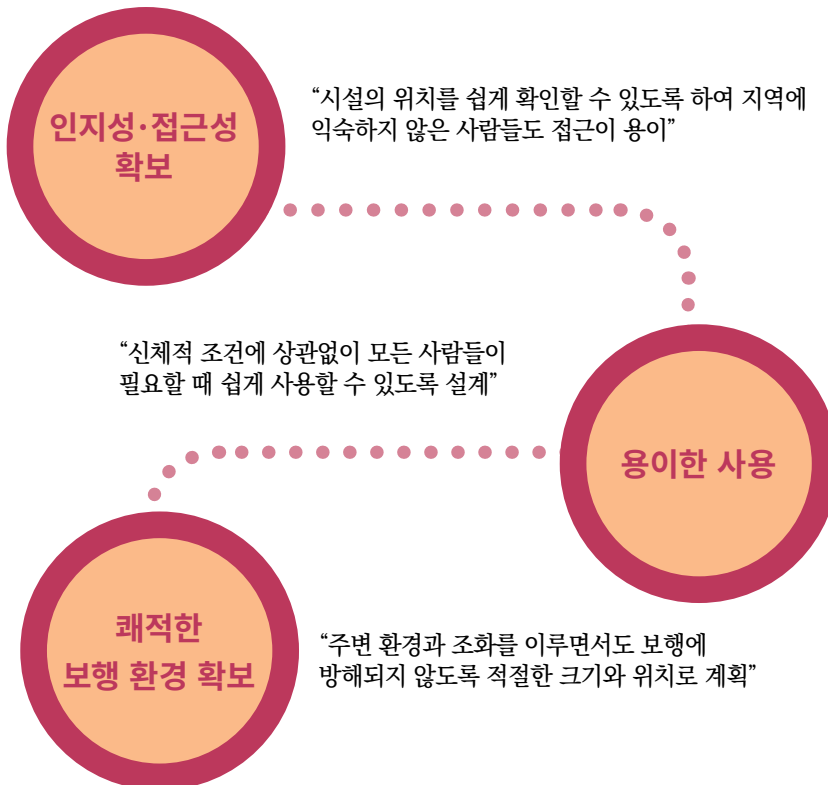 인지성·접근성
확보
“시설의 위치를 쉽게 확인할 수 있도록 하여 지역에
익숙하지 않은 사람들도 접근이 용이”
“신체적 조건에 상관없이 모든 사람들이
필요할 때 쉽게 사용할 수 있도록 설계”
용이한 사용
쾌적한
보행 환경 확보
“주변 환경과 조화를 이루면서도 보행에
방해되지 않도록 적절한 크기와 위치로 계획”